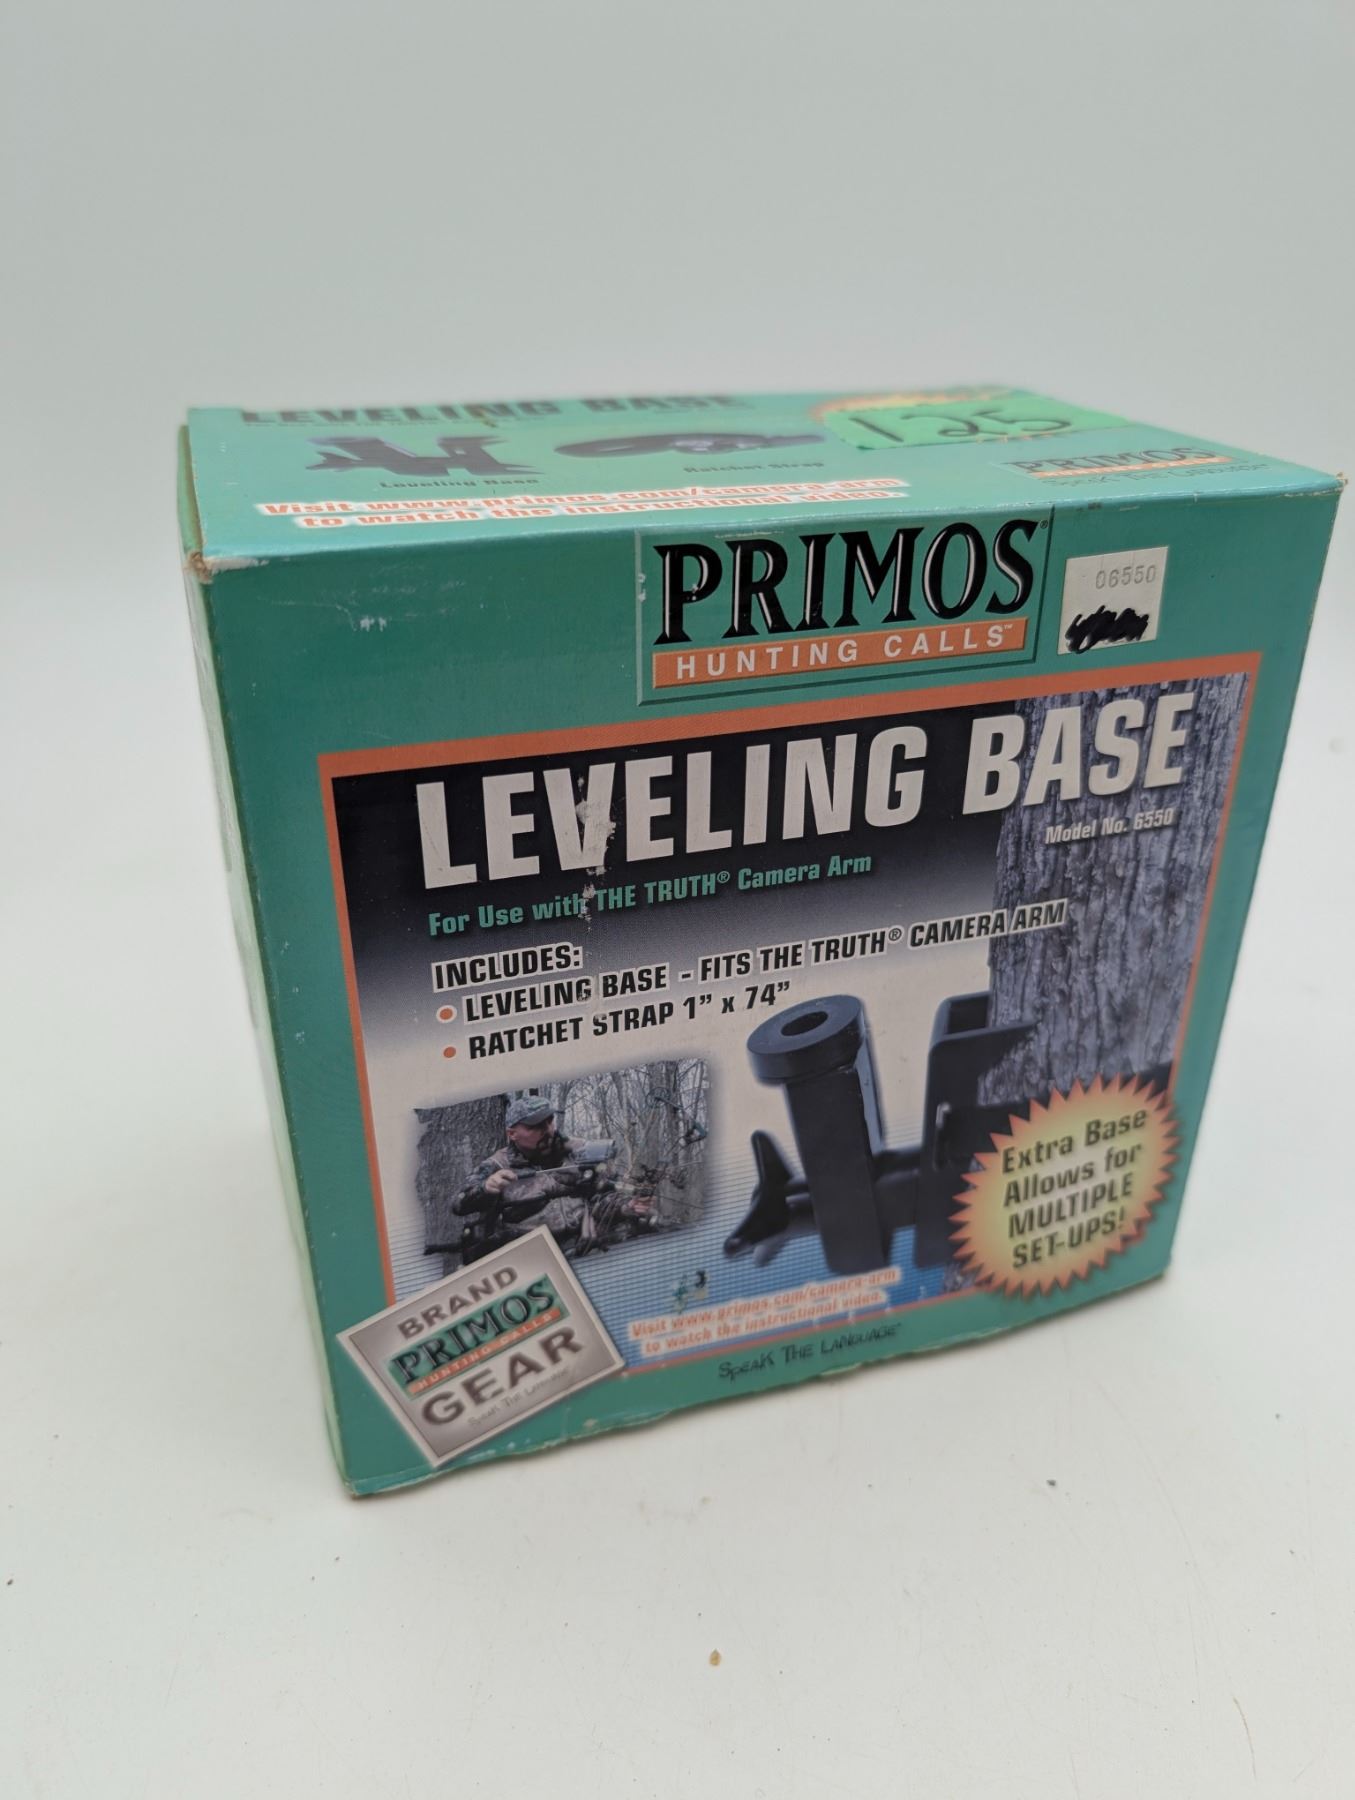 LEVELING BASE
Leveling Base
Ratchet Strap
125
PRIMOS
Visit www.primos.com/camera-arm
to watch the instructional video.
PRIMOS®
HUNTING CALLS™
06550
LEVELING BASE
Model No. 6550
For Use with THE TRUTH® Camera Arm
INCLUDES:
• LEVELING BASE - FITS THE TRUTH® CAMERA ARM
• RATCHET STRAP 1” x 74”
Extra Base
Allows for
MULTIPLE
SET-UPS!
BRAND
PRIMOS
HUNTING CALLS
GEAR
Speak The Language
Visit www.primos.com/camera-arm
to watch the instructional video.
Speak The Language®